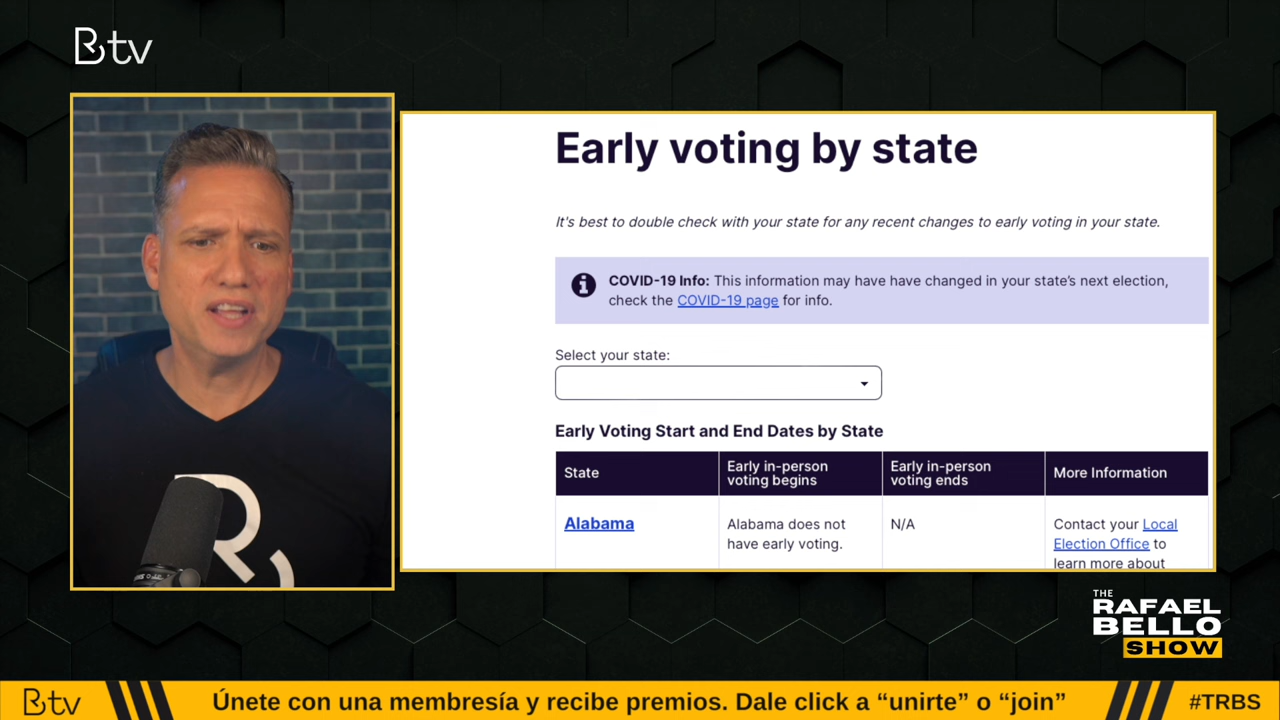 Btv
Early voting by state
It's best to double check with your state for any recent changes to early voting in your state.
COVID-19 Info: This information may have have changed in your state's next election,
check the COVID-19 page for info.
Select your state:
Early Voting Start and End Dates by State
State
Early in-person
voting begins
Early in-person
voting ends
More Information
Alabama
Alabama does not
have early voting.
N/A
Contact your Local
Election Office to
learn more about
THE
RAFAEL
BELLO
SHOW
Btv
Únete con una membresía y recibe premios. Dale click a “unirte” o “join”
#TRBS